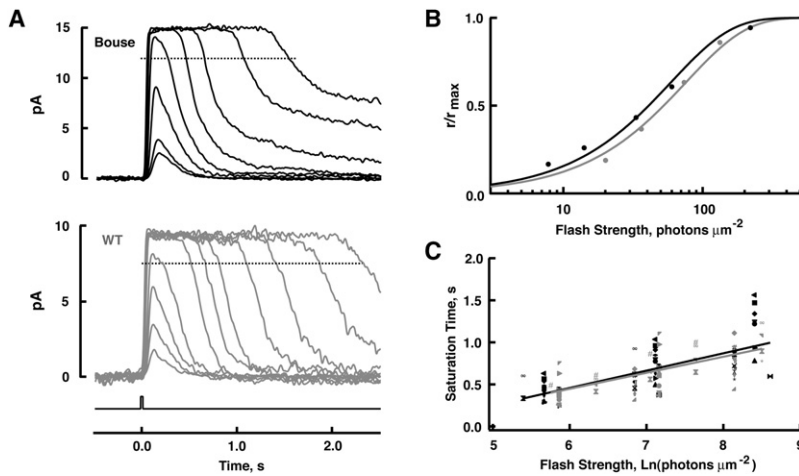 A
15
Bouse
10
pA
5
0
10
WT
pA
5
0
0.0
1.0
2.0
Time, s
B
1.0
r/rmax
0.5
0.0
10
100
Flash Strength, photons μm-2
C
2.0
Saturation Time, s
1.5
1.0
0.5
0.0
5
6
7
8
9
Flash Strength, Ln(photons μm-2)